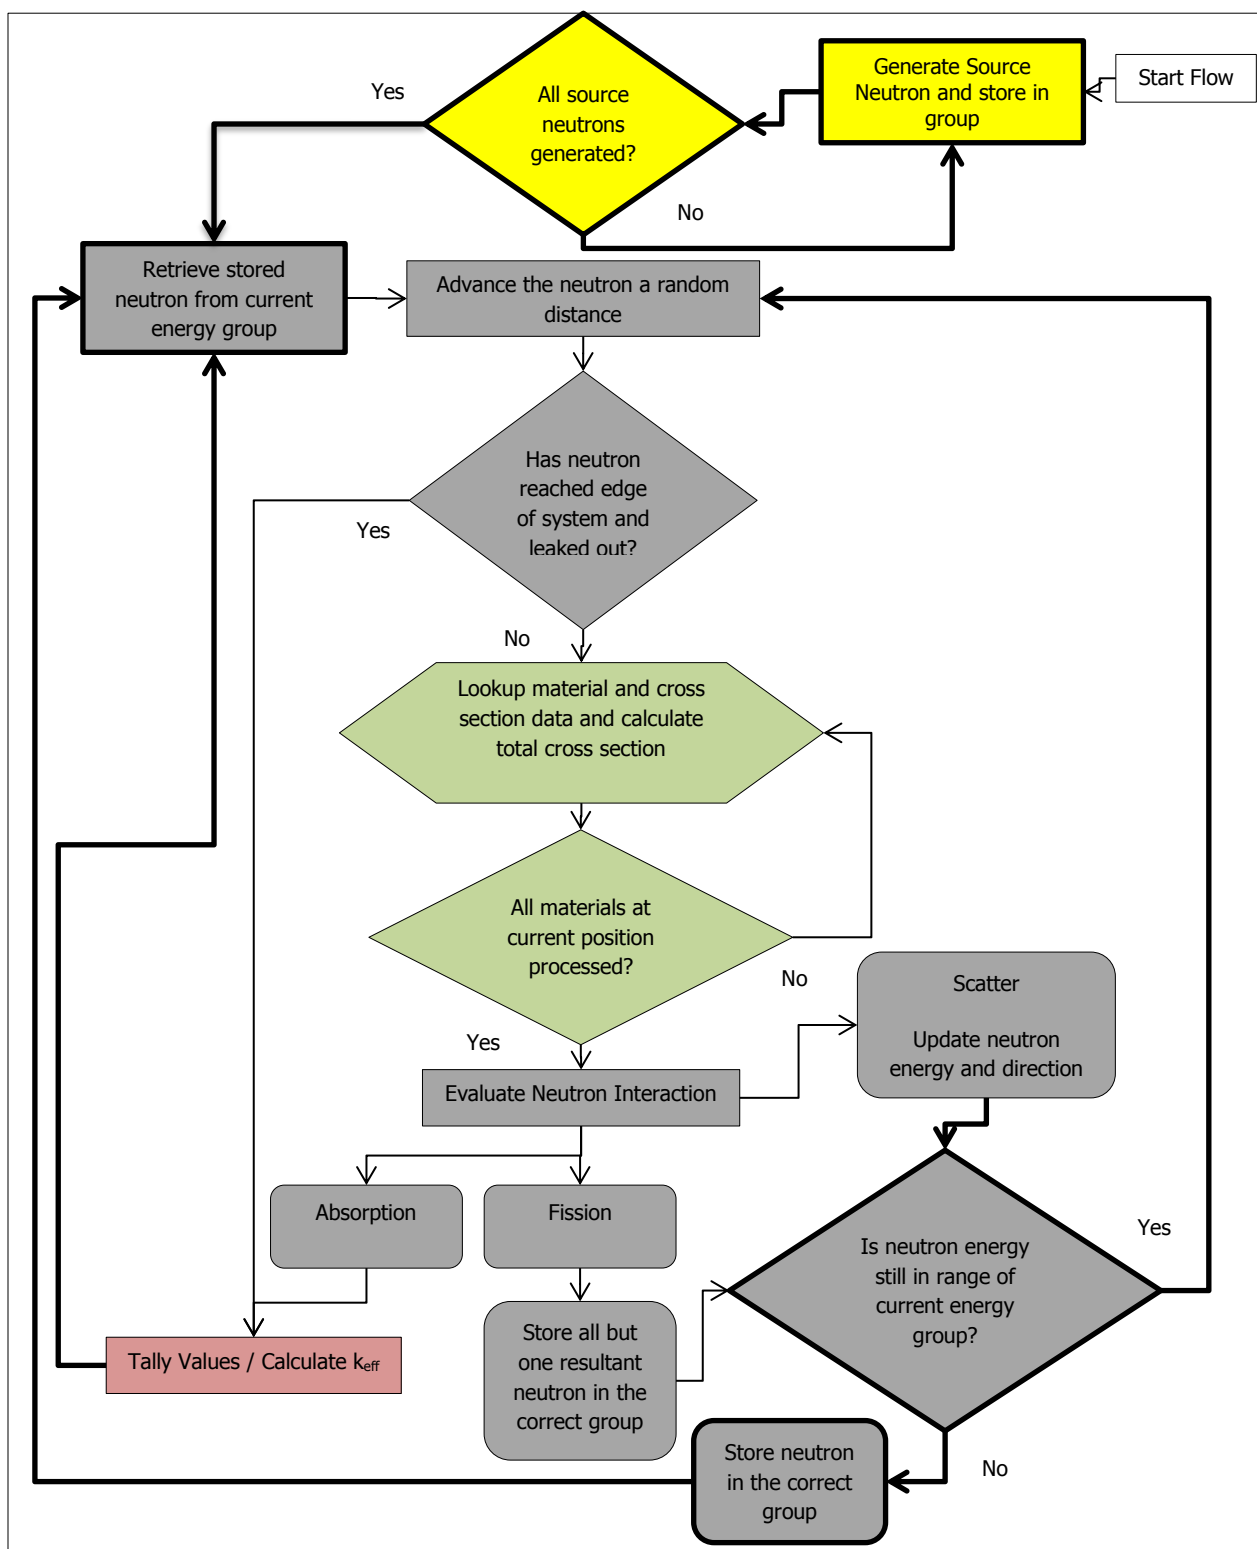 Start Flow
Generate Source
Neutron and store in
group
All source
neutrons
generated?
Yes
No
Retrieve stored
neutron from current
energy group
Advance the neutron a random
distance
Has neutron
reached edge
of system and
leaked out?
Yes
No
Lookup material and cross
section data and calculate
total cross section
All materials at
current position
processed?
No
Yes
Scatter
Update neutron
energy and direction
Evaluate Neutron Interaction
Absorption
Fission
Is neutron energy
still in range of
current energy
group?
Yes
Tally Values / Calculate keff
Store all but
one resultant
neutron in the
correct group
Store neutron
in the correct
group
No